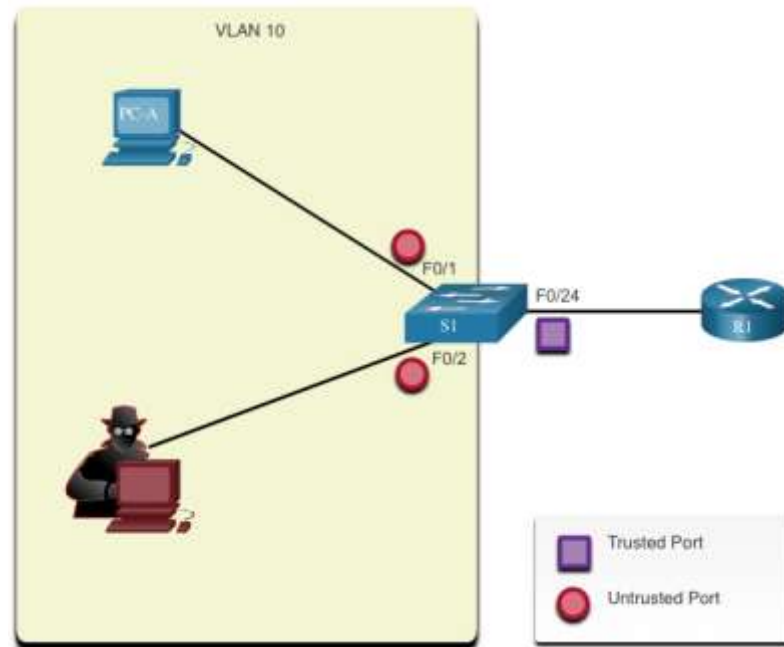 VLAN 10
PC-A
F0/1
F0/24
S1
R1
F0/2
Trusted Port
Untrusted Port